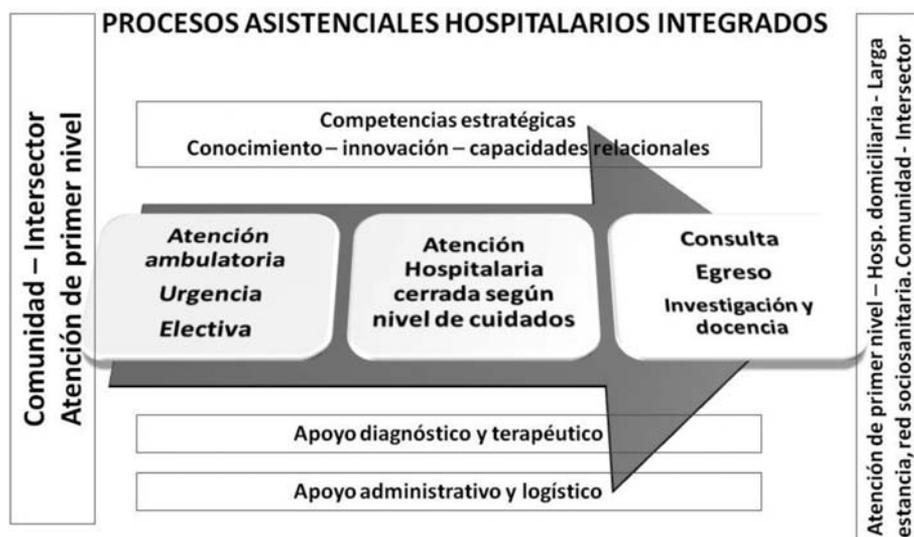 PROCESOS ASISTENCIALES HOSPITALARIOS INTEGRADOS
Comunidad – Intersector
Atención de primer nivel
Competencias estratégicas
Conocimiento – innovación – capacidades relacionales
Atención
ambulatoria
Urgencia
Electiva
Atención
Hospitalaria
cerrada según
nivel de cuidados
Consulta
Egreso
Investigación y
docencia
Apoyo diagnóstico y terapéutico
Apoyo administrativo y logístico
Atención de primer nivel – Hosp. domiciliaria - Larga
estancia, red sociosanitaria. Comunidad - Intersector